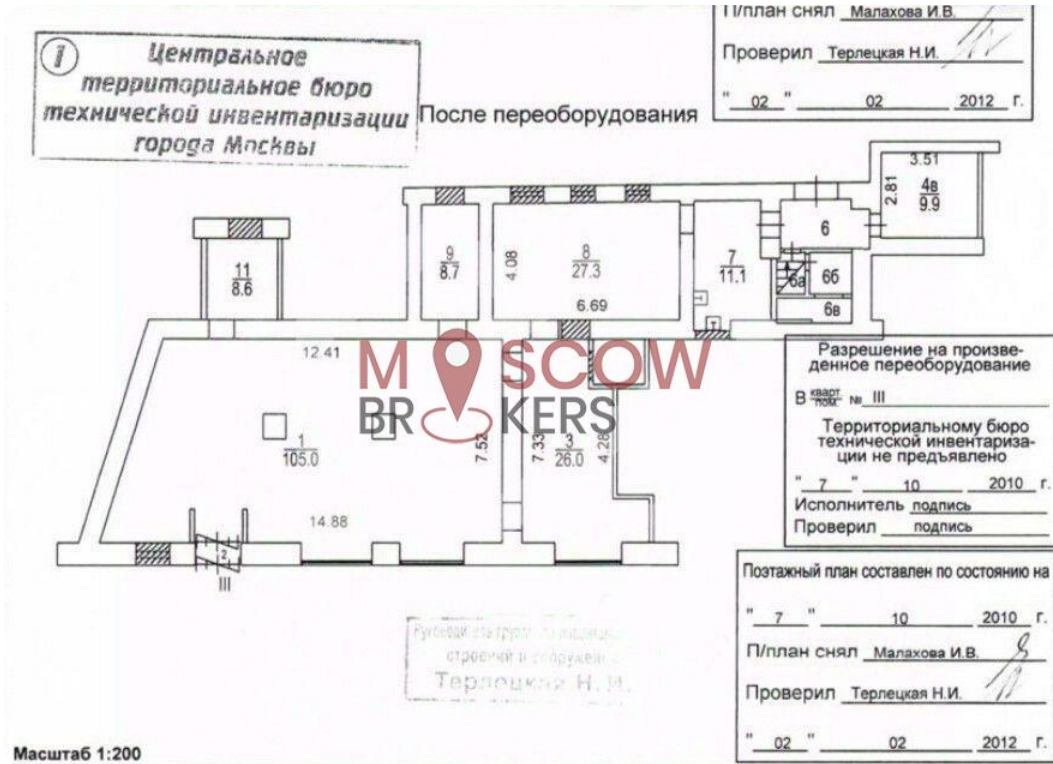 П/план снял Малахова И.В.
Проверил Терлецкая Н.И.
" 02 " 02 2012 г.
1
Центральное
территориальное бюро
технической инвентаризации
города Москвы
После переоборудования
3.51
2.81
4в
9.9
6
9
8.7
4.08
8
27.3
6.69
7
11.1
6а
6б
6в
11
8.6
12.41
MOSCOW
BROKERS
1
105.0
7.52
7.33
3
26.0
4.28
14.88
2
III
Разрешение на произве-
денное переоборудование
В кварт. пом. № III
Территориальному бюро
технической инвентариза-
ции не предъявлено
" 7 " 10 2010 г.
Исполнитель подпись
Проверил подпись
Поэтажный план составлен по состоянию на
" 7 " 10 2010 г.
П/план снял Малахова И.В.
Проверил Терлецкая Н.И.
" 02 " 02 2012 г.
строений и сооружений
Терлецкая Н.И.
Масштаб 1:200